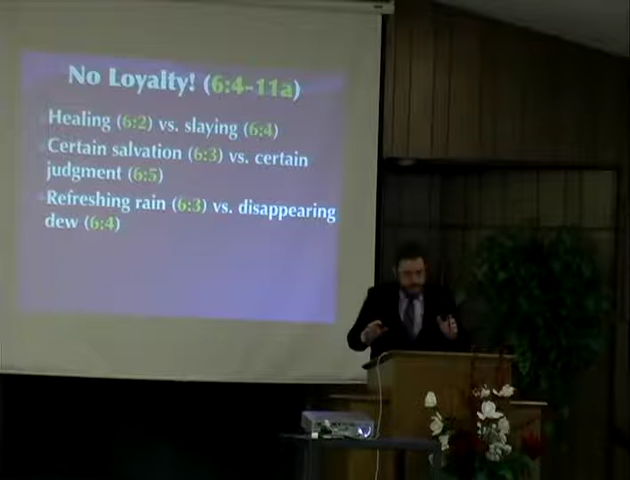 No Loyalty! (6:4-11a)
Healing (6:2) vs. slaying (6:4)
Certain salvation (6:3) vs. certain
judgment (6:5)
Refreshing rain (6:3) vs. disappearing
dew (6:4)